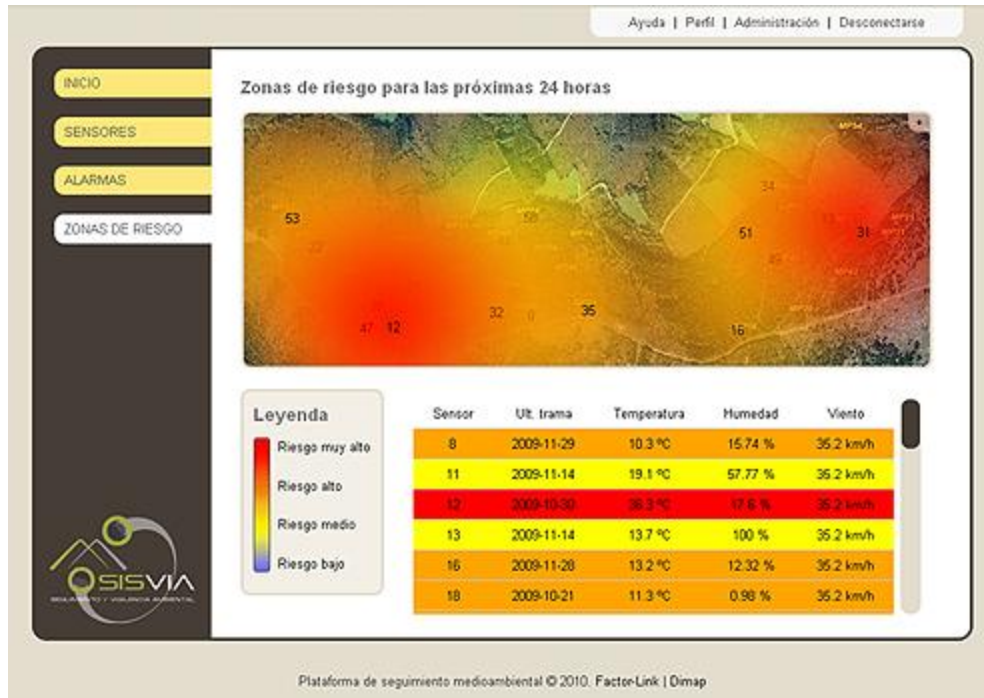 Ayuda | Perfil | Administración | Desconectarse
INICIO
SENSORES
ALARMAS
ZONAS DE RIESGO
Zonas de riesgo para las próximas 24 horas
MP54
34
53
58
51
31
32
35
47 12
16
Leyenda
Riesgo muy alto
Riesgo alto
Riesgo medio
Riesgo bajo
Sensor Ult. trama Temperatura Humedad Viento
8 2009-11-29 10.3 ºC 15.74 % 35.2 km/h
11 2009-11-14 19.1 ºC 57.77 % 35.2 km/h
12 2009-10-30 36.3 ºC 17.6 % 35.2 km/h
13 2009-11-14 13.7 ºC 100 % 35.2 km/h
16 2009-11-28 13.2 ºC 12.32 % 35.2 km/h
18 2009-10-21 11.3 ºC 0.98 % 35.2 km/h
SISVIA
SEGUIMIENTO Y VIGILANCIA AMBIENTAL
Plataforma de seguimiento medioambiental © 2010. Factor-Link | Dimap